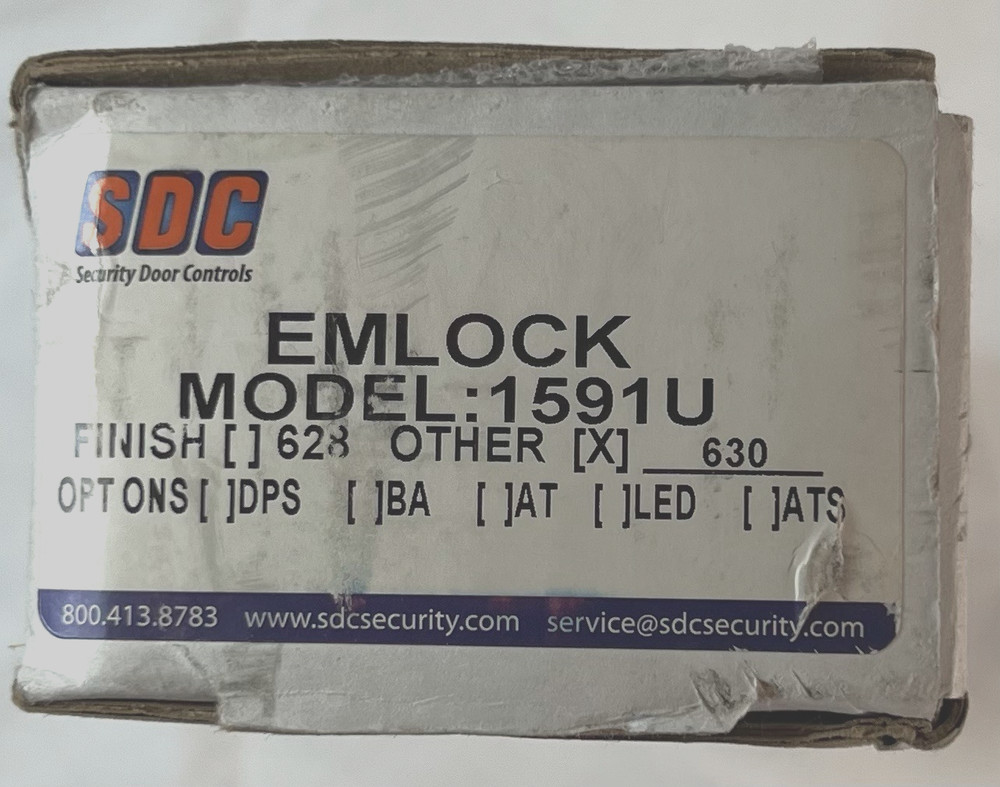 SDC
Security Door Controls
EMLOCK
MODEL:1591U
FINISH [ ] 628 OTHER [X] 630
OPT ONS [ ]DPS [ ]BA [ ]AT [ ]LED [ ]ATS
800.413.8783 www.sdcsecurity.com service@sdcsecurity.com